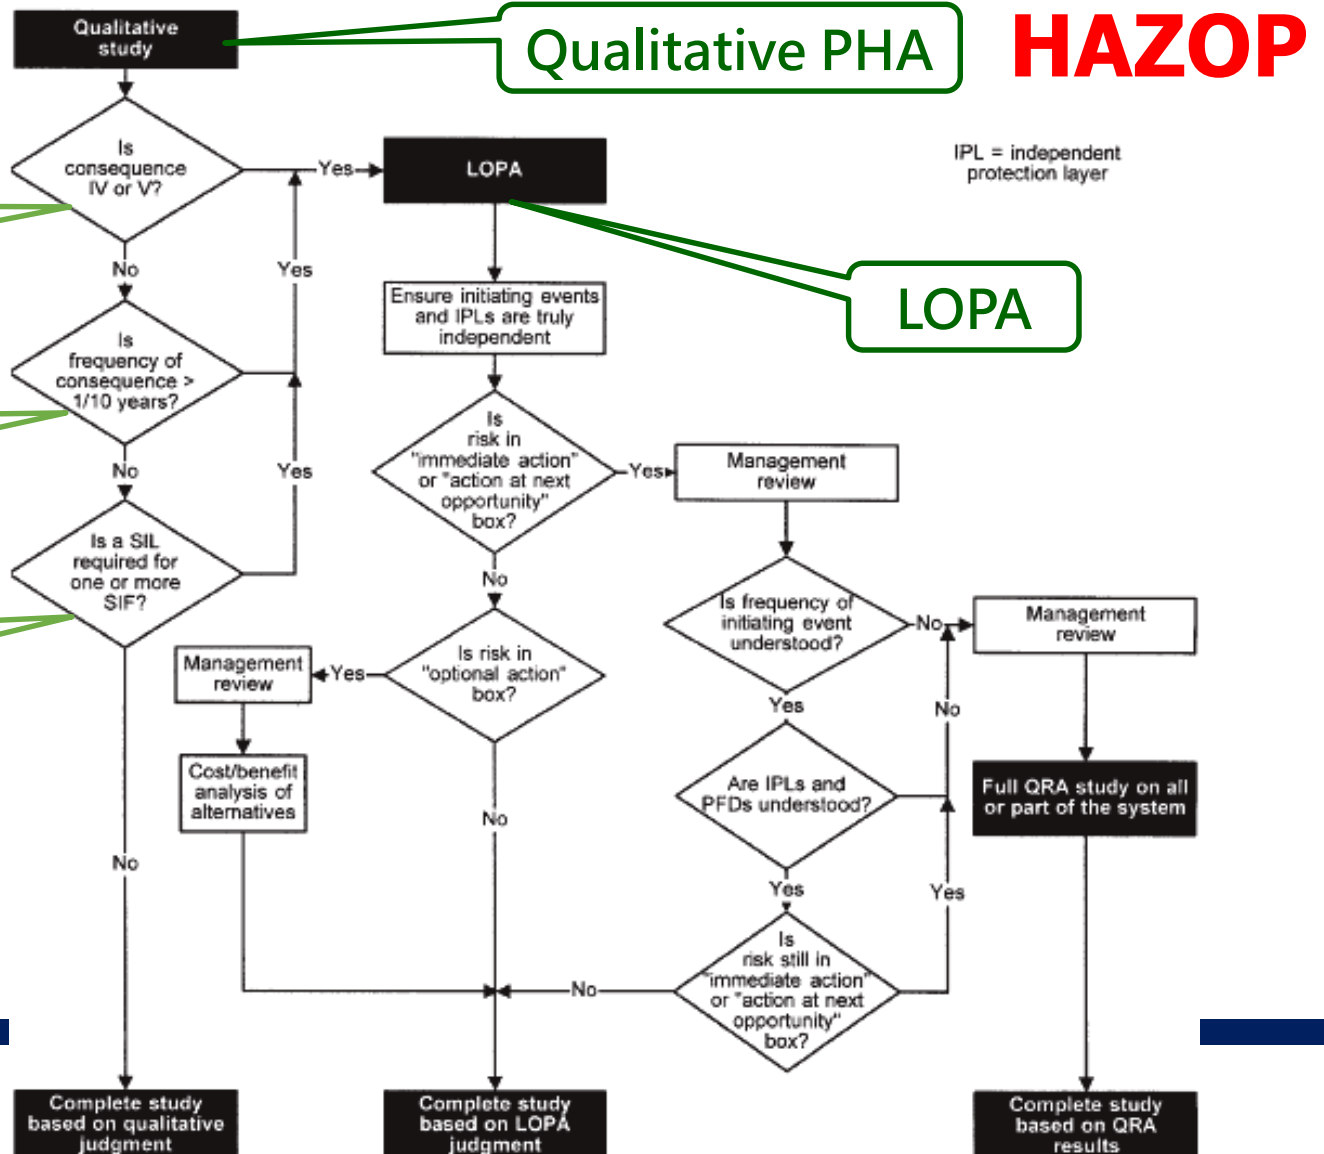 Qualitative
study
Qualitative PHA
HAZOP
Is
consequence
IV or V?
Yes
LOPA
IPL = independent
protection layer
No
Yes
LOPA
Ensure initiating events
and IPLs are truly
independent
Is
frequency of
consequence >
1/10 years?
No
Yes
Is
risk in
"immediate action"
or "action at next
opportunity"
box?
Yes
Management
review
Is a SIL
required for
one or more
SIF?
No
Is frequency of
initiating event
understood?
No
Management
review
Management
review
Yes
Is risk in
"optional action"
box?
Yes
No
Cost/benefit
analysis of
alternatives
No
Are IPLs and
PFDs understood?
Full QRA study on all
or part of the system
No
Yes
Yes
Is
risk still in
"immediate action"
or "action at next
opportunity"
box?
No
Complete study
based on qualitative
judgment
Complete study
based on LOPA
judgment
Complete study
based on QRA
results